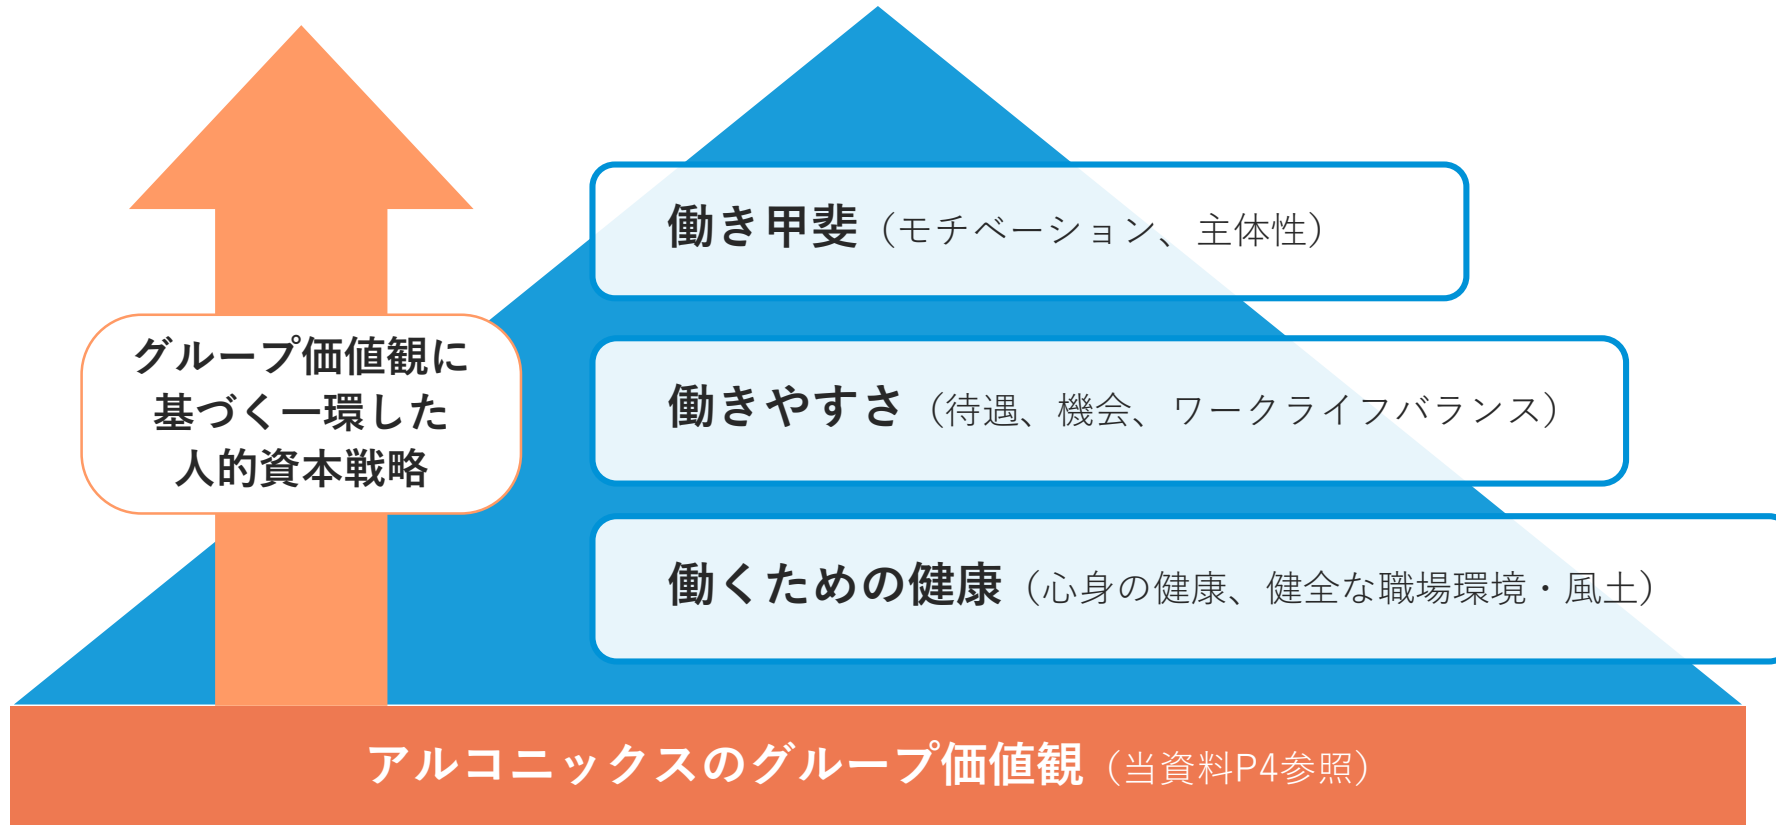 働き甲斐（モチベーション、主体性）
グループ価値観に
基づく一環した
人的資本戦略
働きやすさ（待遇、機会、ワークライフバランス）
働くための健康（心身の健康、健全な職場環境・風土）
アルコニックスのグループ価値観（当資料P4参照）